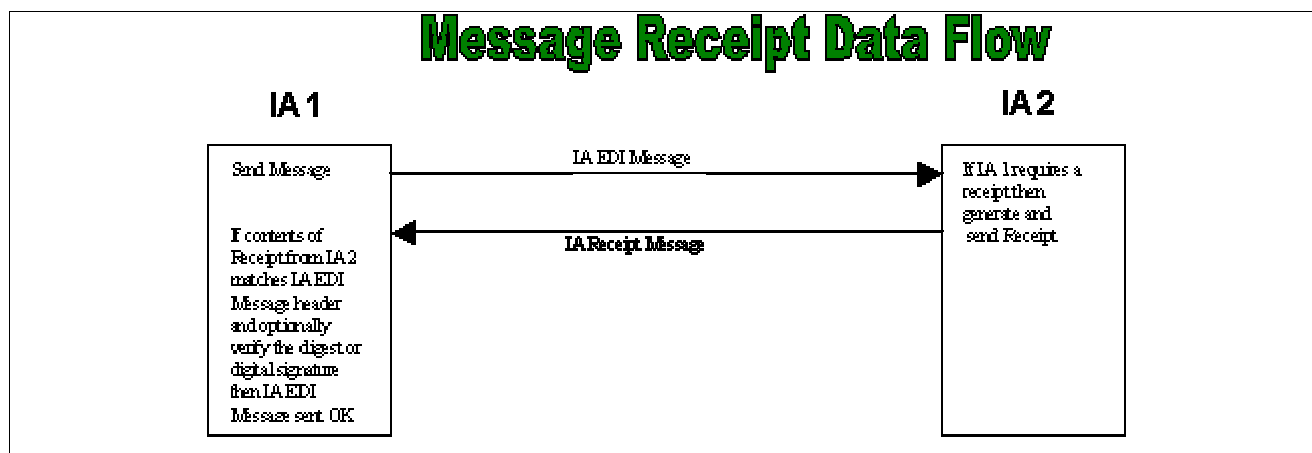 Message Receipt Data Flow
IA 1
IA 2
Send Message
IA EDI Message
If IA 1 requires a
receipt then
generate and
send Receipt.
IA Receipt Message
If contents of
Receipt from IA 2
matches IA EDI
Message header
and optionally
verify the digest or
digital signature
then IA EDI
Message sent OK